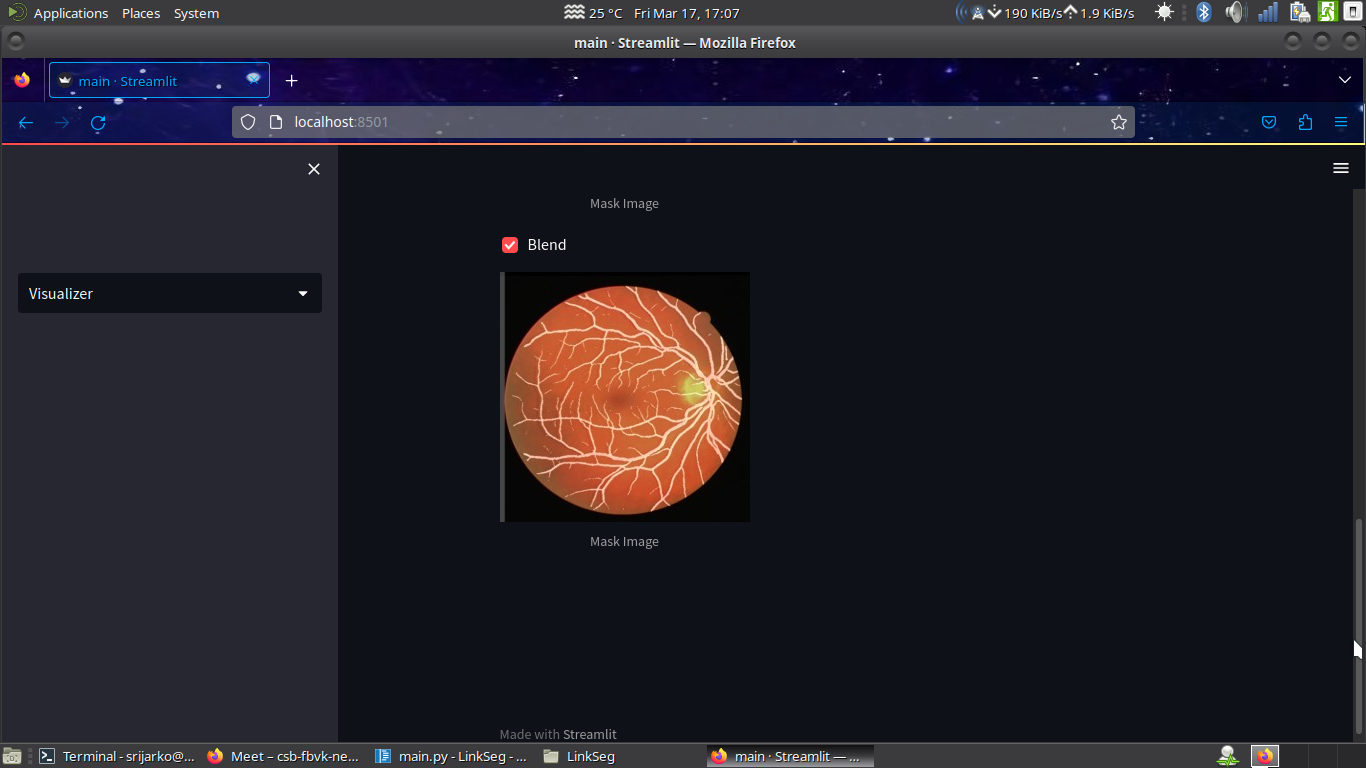 Applications Places System 25 °C Fri Mar 17, 17:07 190 KiB/s 1.9 KiB/s
main · Streamlit — Mozilla Firefox
main · Streamlit
localhost:8501
Mask Image
Blend
Visualizer
Mask Image
Made with Streamlit
Terminal - srijarko@... Meet – csb-fbvk-ne... main.py - LinkSeg - ... LinkSeg main · Streamlit — ...